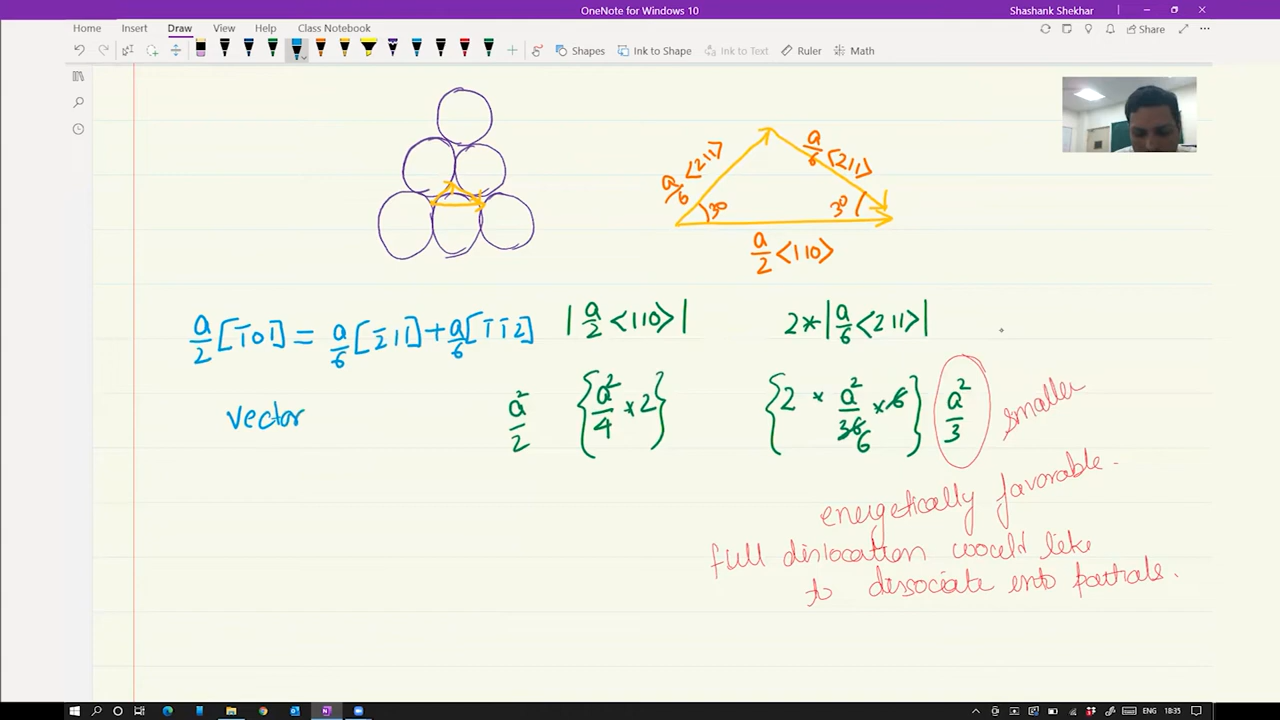 OneNote for Windows 10
Shashank Shekhar
Home Insert Draw View Help Class Notebook
Share
Shapes Ink to Shape Ink to Text Ruler Math
a/6 <211>
a/6 <211>
30
30
a/2 <110>
a/2 [1̅01] = a/6 [2̅11] + a/6 [1̅1̅2]
|a/2 <110>|
2*|a/6 <211>|
vector
a²/2 {a²/4 * 2}
{2 * a²/36 * 6} 6
a²/3
smaller
energetically favorable.
full dislocation would like
to dissociate into partials.
ENG 18:35